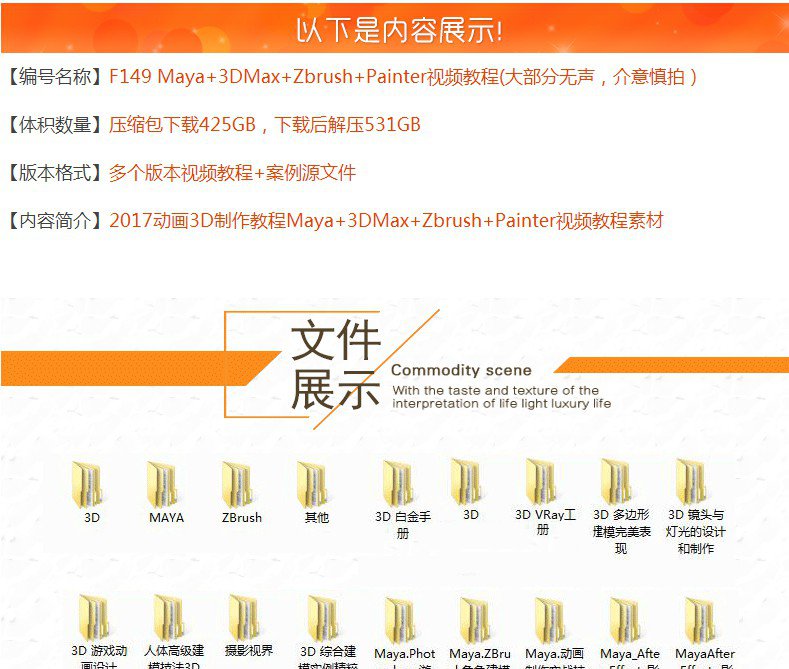 以下是内容展示!
【编号名称】F149 Maya+3DMax+Zbrush+Painter视频教程(大部分无声，介意慎拍）
【体积数量】压缩包下载425GB，下载后解压531GB
【版本格式】多个版本视频教程+案例源文件
【内容简介】2017动画3D制作教程Maya+3DMax+Zbrush+Painter视频教程素材
文件
展示
Commodity scene
With the taste and texture of the
interpretation of life light luxury life
3D
MAYA
ZBrush
其他
3D 白金手
册
3D
3D VRay工
册
3D 多边形
建模完美表
现
3D 镜头与
灯光的设计
和制作
3D 游戏动
画设计
人体高级建
模技法3D
摄影视界
3D 综合建
模实例精粹
Maya.Phot
Maya.ZBru
Maya.动画
制作实战技
Maya_Afte
MayaAfter